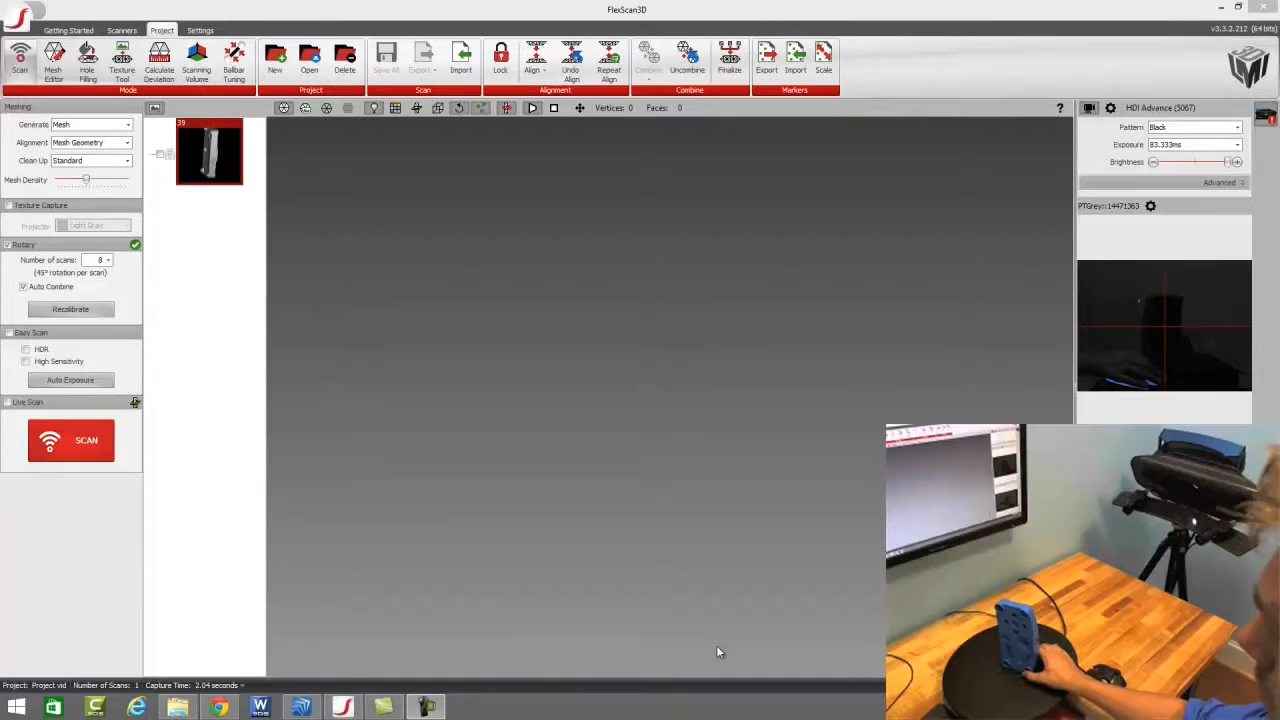 FlexScan3D
Getting Started Scanners Project Settings
v3.3.2.212 (64 bits)
Scan
Mesh Editor
Hole Filling
Texture Tool
Calculate Deviation
Scanning Volume
Ballbar Tuning
New
Open
Delete
Save All
Export
Import
Lock
Align
Undo Align
Repeat Align
Combine
Uncombine
Finalize
Export
Import
Scale
Mode Project Scan Alignment Combine Markers
Meshing
Generate Mesh
Alignment Mesh Geometry
Clean Up Standard
Mesh Density
Texture Capture
Projector Light Gray
Rotary
Number of scans: 8
(45° rotation per scan)
Auto Combine
Recalibrate
Easy Scan
HDR
High Sensitivity
Auto Exposure
Live Scan
SCAN
39
Vertices: 0 Faces: 0
?
HDI Advance (5067)
Pattern Black
Exposure 83.333ms
Brightness
Advanced
PTGrey::14471363
Project: Project vid Number of Scans: 1 Capture Time: 2.04 seconds